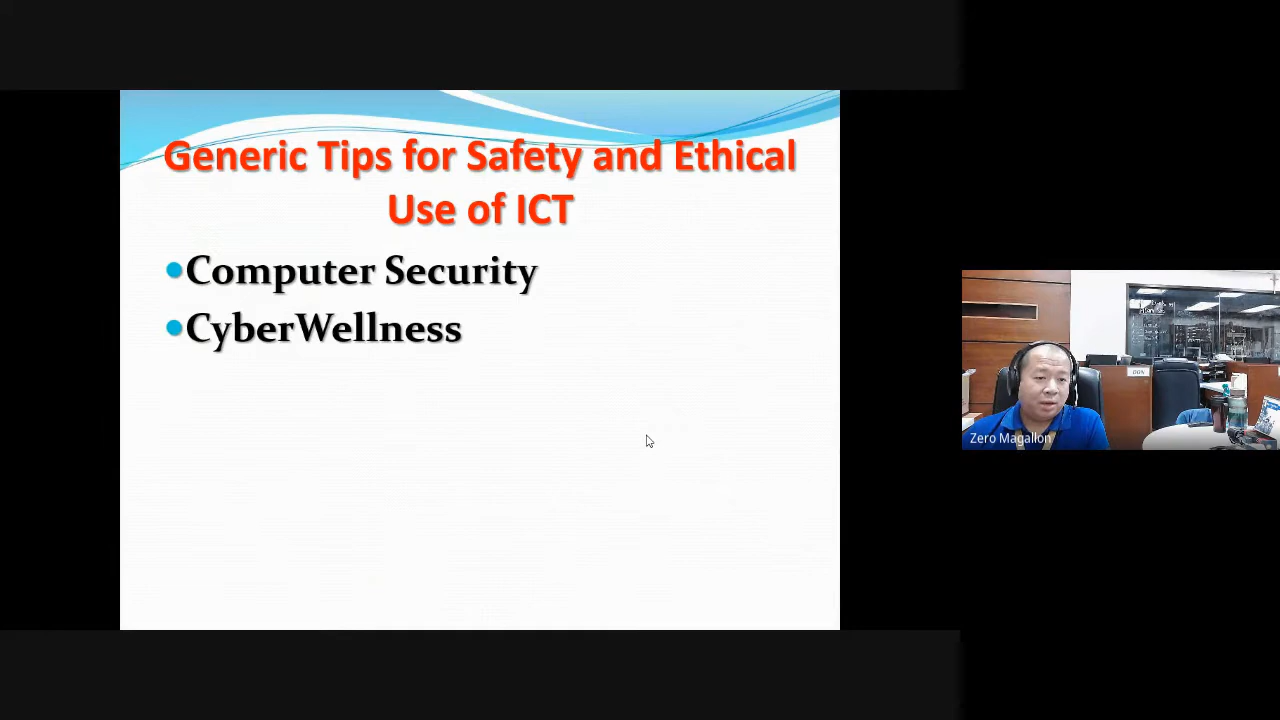 Generic Tips for Safety and Ethical
Use of ICT
Computer Security
CyberWellness
Zero Magallon